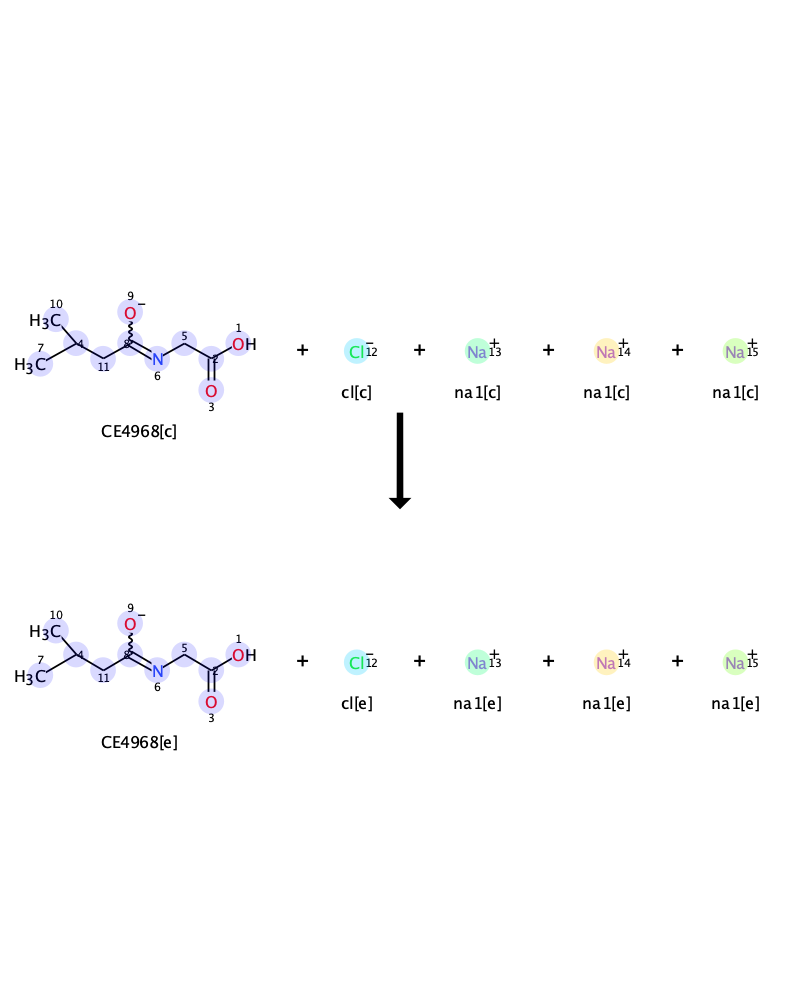 10
H₃C
7
H₃C
4
11
9
O⁻
8
N
6
5
2
1
OH
O
3
CE4968[c]
+
Cl⁻12
cl[c]
+
Na⁺13
na1[c]
+
Na⁺14
na1[c]
+
Na⁺15
na1[c]
10
H₃C
7
H₃C
4
11
9
O⁻
8
N
6
5
2
1
OH
O
3
CE4968[e]
+
Cl⁻12
cl[e]
+
Na⁺13
na1[e]
+
Na⁺14
na1[e]
+
Na⁺15
na1[e]